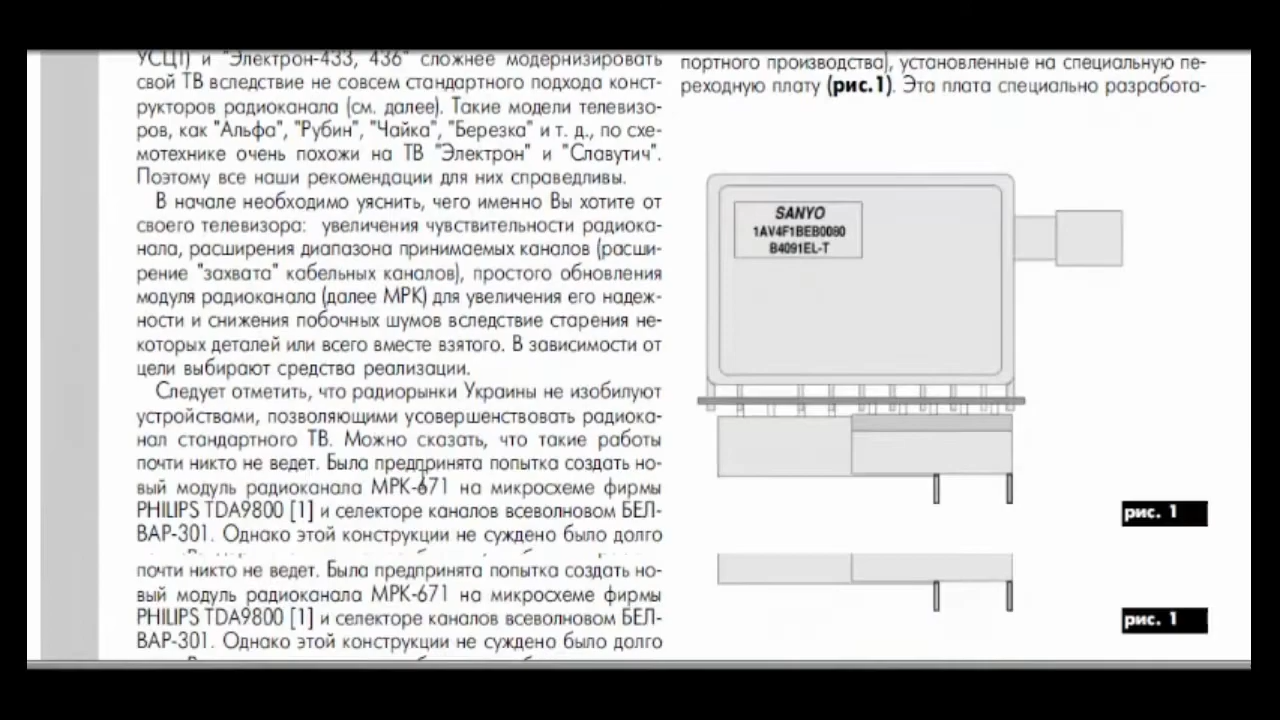 УСЦТ) и "Электрон-433, 436" сложнее модернизировать
свой ТВ вследствие не совсем стандартного подхода конст-
рукторов радиоканала (см. далее). Такие модели телевизо-
ров, как "Альфа", "Рубин", "Чайка", "Березка" и т. д., по схе-
мотехнике очень похожи на ТВ "Электрон" и "Славутич".
Поэтому все наши рекомендации для них справедливы.
В начале необходимо уяснить, чего именно Вы хотите от
своего телевизора: увеличения чувствительности радиока-
нала, расширения диапазона принимаемых каналов (расши-
рение "захвата" кабельных каналов), простого обновления
модуля радиоканала (далее МРК) для увеличения его надеж-
ности и снижения побочных шумов вследствие старения не-
которых деталей или всего вместе взятого. В зависимости от
цели выбирают средства реализации.
Следует отметить, что радиорынки Украины не изобилуют
устройствами, позволяющими усовершенствовать радиока-
нал стандартного ТВ. Можно сказать, что такие работы
почти никто не ведет. Была предпринята попытка создать но-
вый модуль радиоканала МРК-671 на микросхеме фирмы
PHILIPS TDA9800 [1] и селекторе каналов всеволновом БЕЛ-
ВАР-301. Однако этой конструкции не суждено было долго
почти никто не ведет. Была предпринята попытка создать но-
вый модуль радиоканала МРК-671 на микросхеме фирмы
PHILIPS TDA9800 [1] и селекторе каналов всеволновом БЕЛ-
ВАР-301. Однако этой конструкции не суждено было долго
портного производства), установленные на специальную пе-
реходную плату (рис.1). Эта плата специально разработа-
SANYO
1AV4F1BEB0080
B4091EL-T
рис. 1
рис. 1